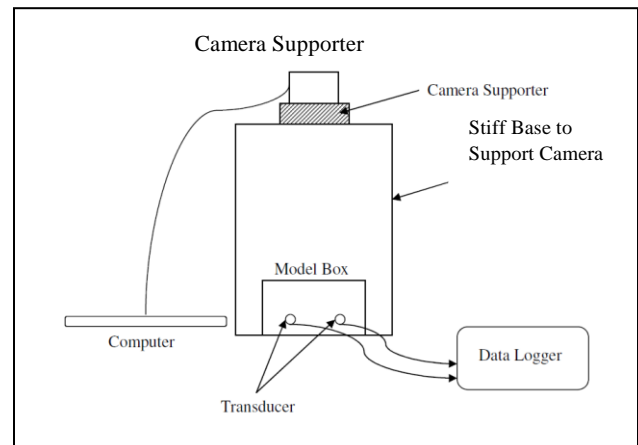 Camera Supporter
Camera Supporter
Stiff Base to
Support Camera
Model Box
Computer
Data Logger
Transducer